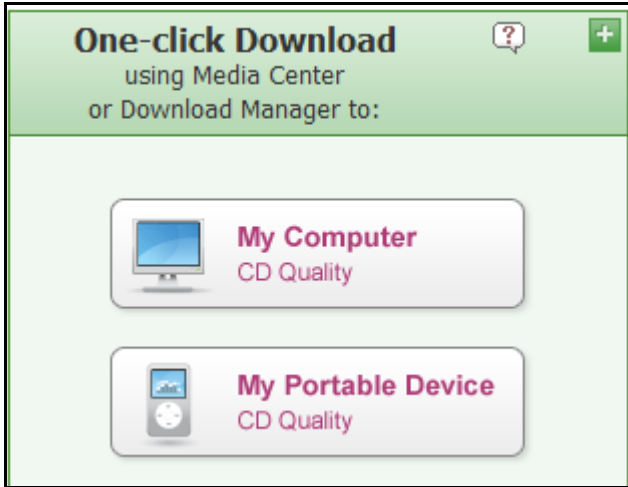 One-click Download
using Media Center
or Download Manager to:
My Computer
CD Quality
My Portable Device
CD Quality